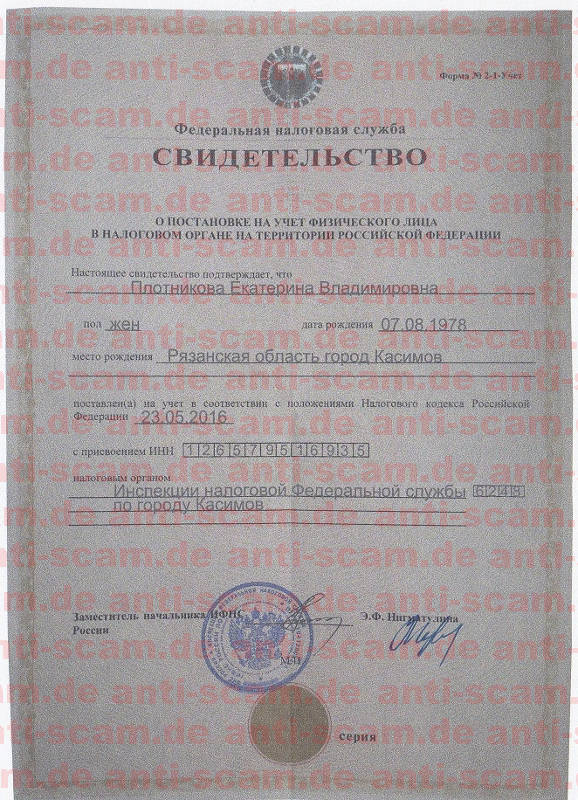 Форма № 2-1-Учет
Федеральная налоговая служба
СВИДЕТЕЛЬСТВО
О ПОСТАНОВКЕ НА УЧЕТ ФИЗИЧЕСКОГО ЛИЦА
В НАЛОГОВОМ ОРГАНЕ НА ТЕРРИТОРИИ РОССИЙСКОЙ ФЕДЕРАЦИИ
Настоящее свидетельство подтверждает, что
Плотникова Екатерина Владимировна
пол жен дата рождения 07.08.1978
место рождения Рязанская область город Касимов
поставлен(а) на учет в соответствии с положениями Налогового кодекса Российской
Федерации 23.05.2016
с присвоением ИНН 126579516935
налоговым органом
Инспекции налоговой Федеральной службы 6248
по городу Касимов
Заместитель начальника ИФНС Э.Ф. Нигматулина
России
М.П.
серия
anti-scam.de